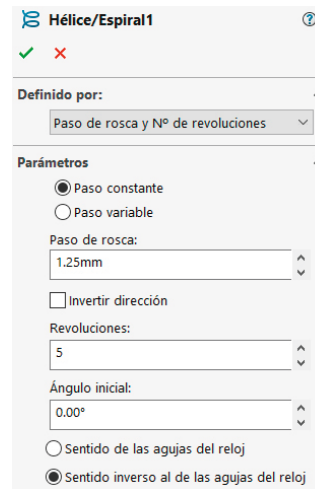 Hélice/Espiral1
Definido por:
Paso de rosca y Nº de revoluciones
Parámetros
Paso constante
Paso variable
Paso de rosca:
1.25mm
Invertir dirección
Revoluciones:
5
Ángulo inicial:
0.00°
Sentido de las agujas del reloj
Sentido inverso al de las agujas del reloj